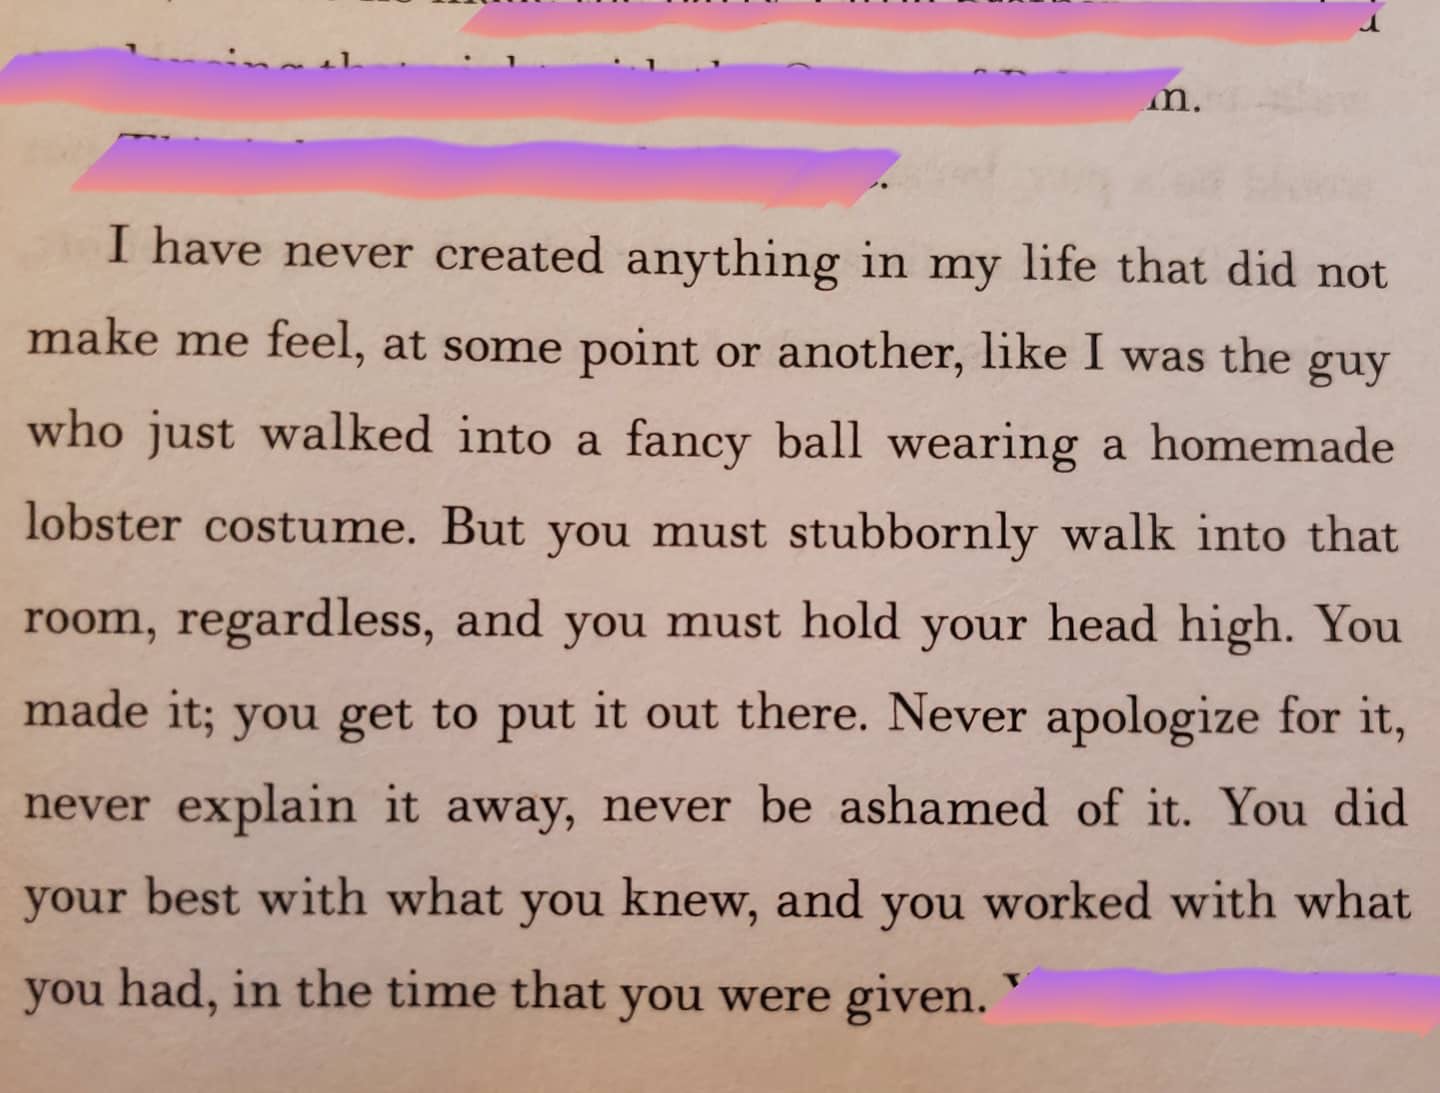 m.
I have never created anything in my life that did not
make me feel, at some point or another, like I was the guy
who just walked into a fancy ball wearing a homemade
lobster costume. But you must stubbornly walk into that
room, regardless, and you must hold your head high. You
made it; you get to put it out there. Never apologize for it,
never explain it away, never be ashamed of it. You did
your best with what you knew, and you worked with what
you had, in the time that you were given.